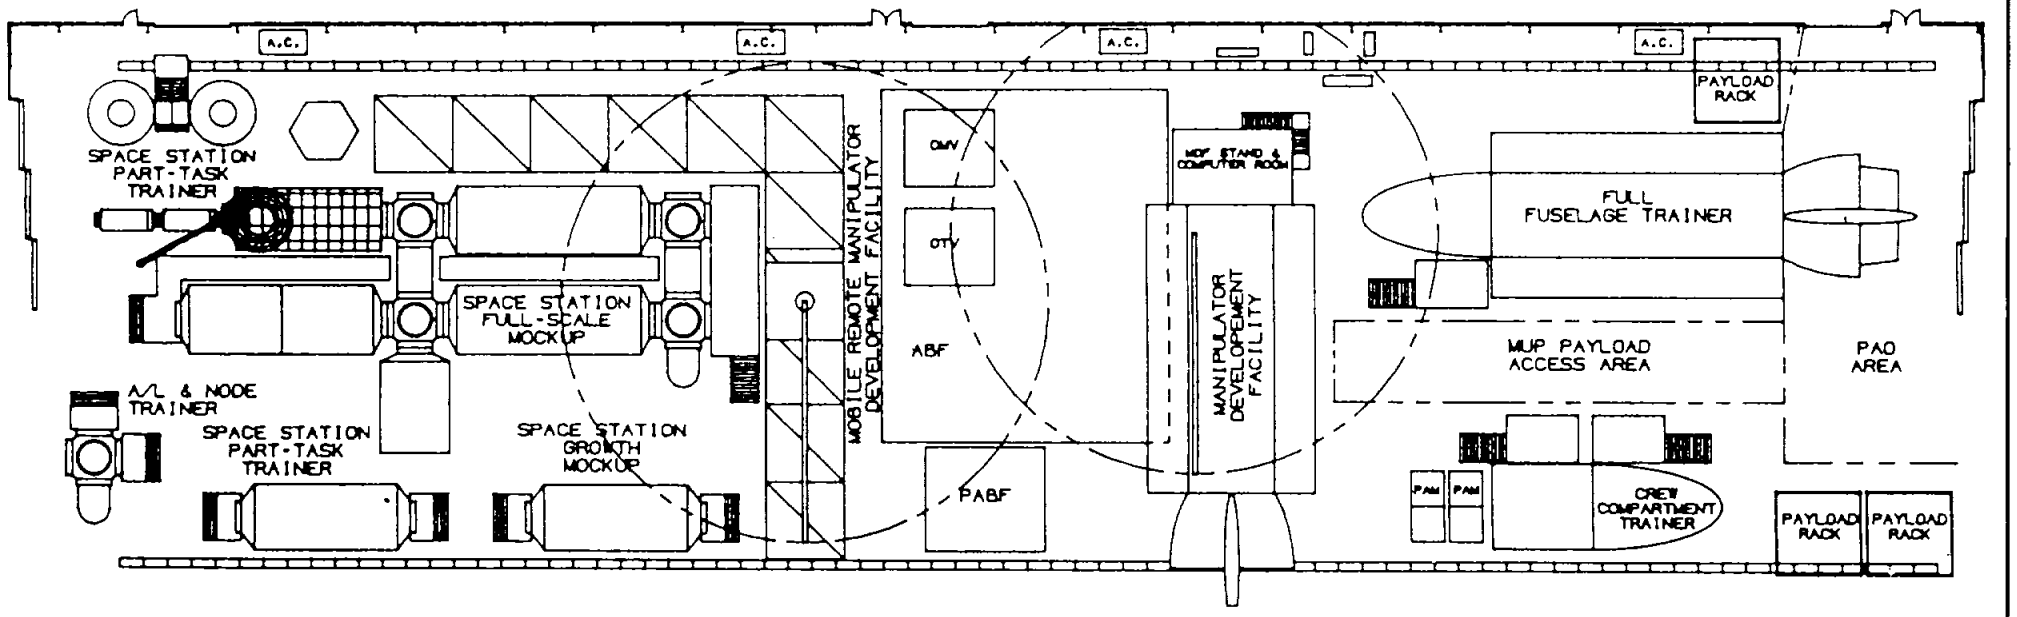 A.C.
A.C.
A.C.
A.C.
PAYLOAD
RACK
SPACE STATION
PART-TASK
TRAINER
MOBILE REMOTE MANIPULATOR
DEVELOPMENT FACILITY
OMV
OTV
ABF
PABF
MDF STAND &
COMPUTER ROOM
MANIPULATOR
DEVELOPEMENT
FACILITY
FULL
FUSELAGE TRAINER
SPACE STATION
FULL-SCALE
MOCKUP
MUP PAYLOAD
ACCESS AREA
PAO
AREA
A/L & NODE
TRAINER
SPACE STATION
PART-TASK
TRAINER
SPACE STATION
GROWTH
MOCKUP
PAM
PAM
CREW
COMPARTMENT
TRAINER
PAYLOAD
RACK
PAYLOAD
RACK